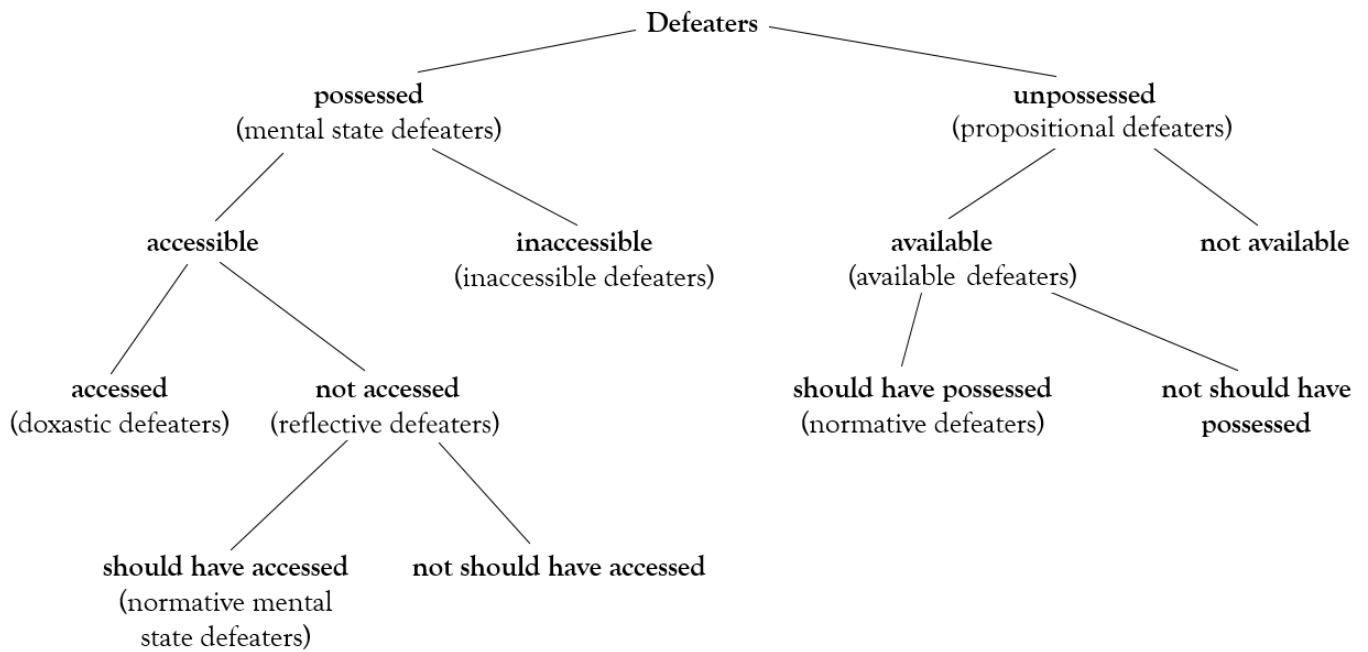 Defeaters
possessed
(mental state defeaters)
unpossessed
(propositional defeaters)
accessible
inaccessible
(inaccessible defeaters)
available
(available defeaters)
not available
accessed
(doxastic defeaters)
not accessed
(reflective defeaters)
should have possessed
(normative defeaters)
not should have
possessed
should have accessed
(normative mental
state defeaters)
not should have accessed